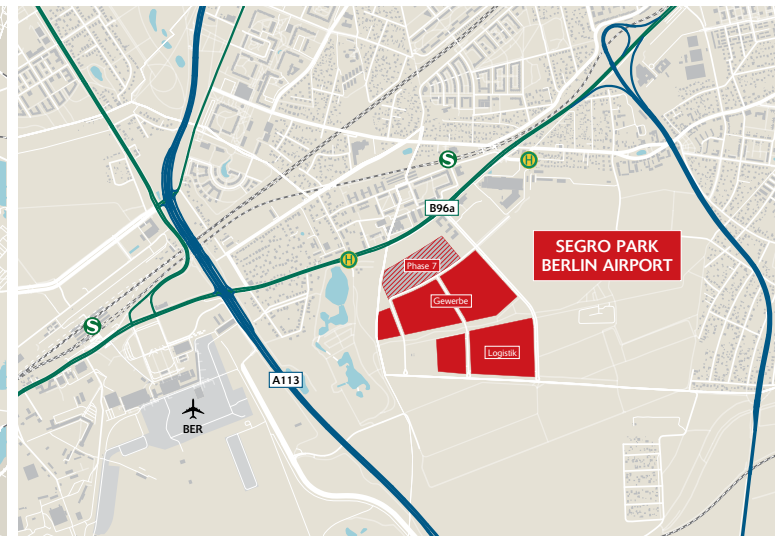 S
H
B96a
SEGRO PARK
BERLIN AIRPORT
H
Phase 7
Gewerbe
S
Logistik
A113
BER